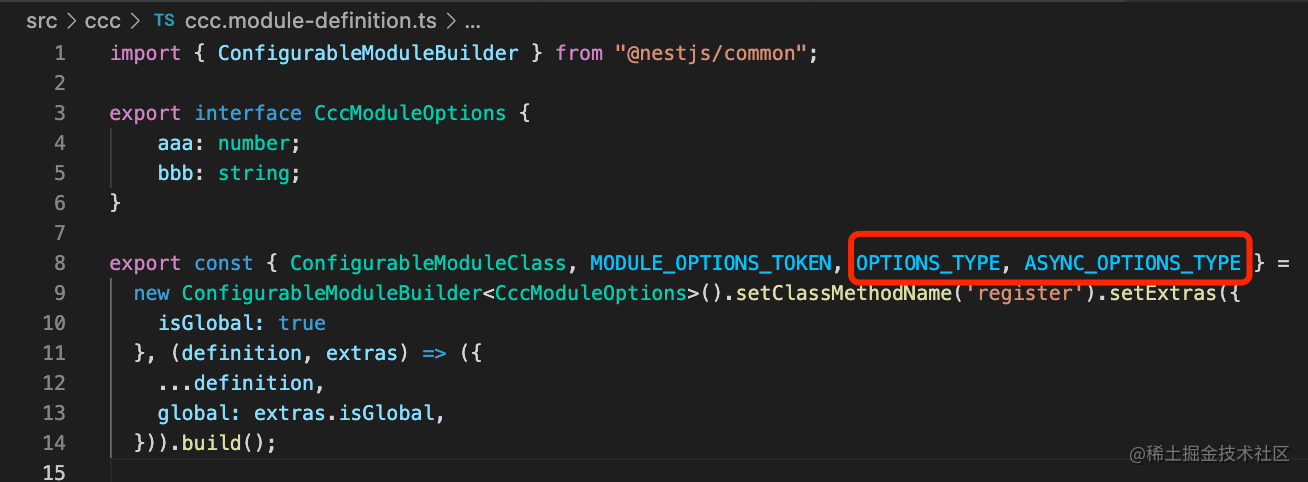 src > ccc > TS ccc.module-definition.ts > ...
1 import { ConfigurableModuleBuilder } from "@nestjs/common";
2
3 export interface CccModuleOptions {
4     aaa: number;
5     bbb: string;
6 }
7
8 export const { ConfigurableModuleClass, MODULE_OPTIONS_TOKEN, OPTIONS_TYPE, ASYNC_OPTIONS_TYPE } =
9   new ConfigurableModuleBuilder<CccModuleOptions>().setClassMethodName('register').setExtras({
10     isGlobal: true
11   }, (definition, extras) => ({
12     ...definition,
13     global: extras.isGlobal,
14   })).build();
15
@稀土掘金技术社区